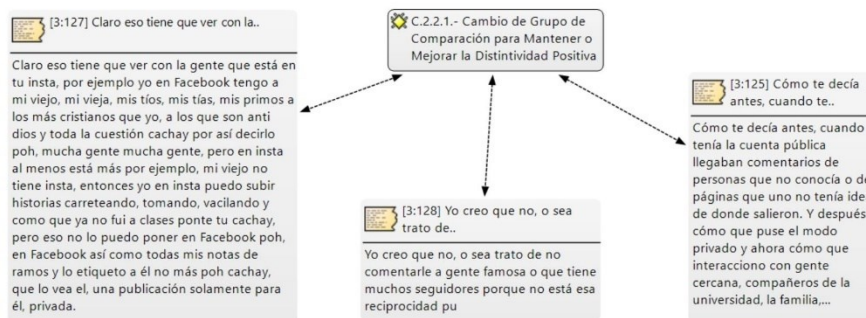 [3:127] Claro eso tiene que ver con la..
Claro eso tiene que ver con la gente que está en
tu insta, por ejemplo yo en Facebook tengo a
mi viejo, mi vieja, mis tíos, mis tías, mis primos a
los más cristianos que yo, a los que son anti
dios y toda la cuestión cachay por así decirlo
poh, mucha gente mucha gente, pero en insta
al menos está más por ejemplo, mi viejo no
tiene insta, entonces yo en insta puedo subir
historias carreteando, tomando, vacilando y
como que ya no fui a clases ponte tu cachay,
pero eso no lo puedo poner en Facebook poh,
en Facebook así como todas mis notas de
ramos y lo etiqueto a él no más poh cachay,
que lo vea el, una publicación solamente para
él, privada.
C.2.2.1.- Cambio de Grupo de
Comparación para Mantener o
Mejorar la Distintividad Positiva
[3:128] Yo creo que no, o sea
trato de..
Yo creo que no, o sea trato de no
comentarle a gente famosa o que tiene
muchos seguidores porque no está esa
reciprocidad pu
[3:125] Cómo te decía
antes, cuando te..
Cómo te decía antes, cuando
tenía la cuenta pública
llegaban comentarios de
personas que no conocía o de
páginas que uno no tenía
de donde salieron. Y después
cómo que puse el modo
privado y ahora cómo que
interacciono con gente
cercana, compañeros de la
universidad, la familia,...